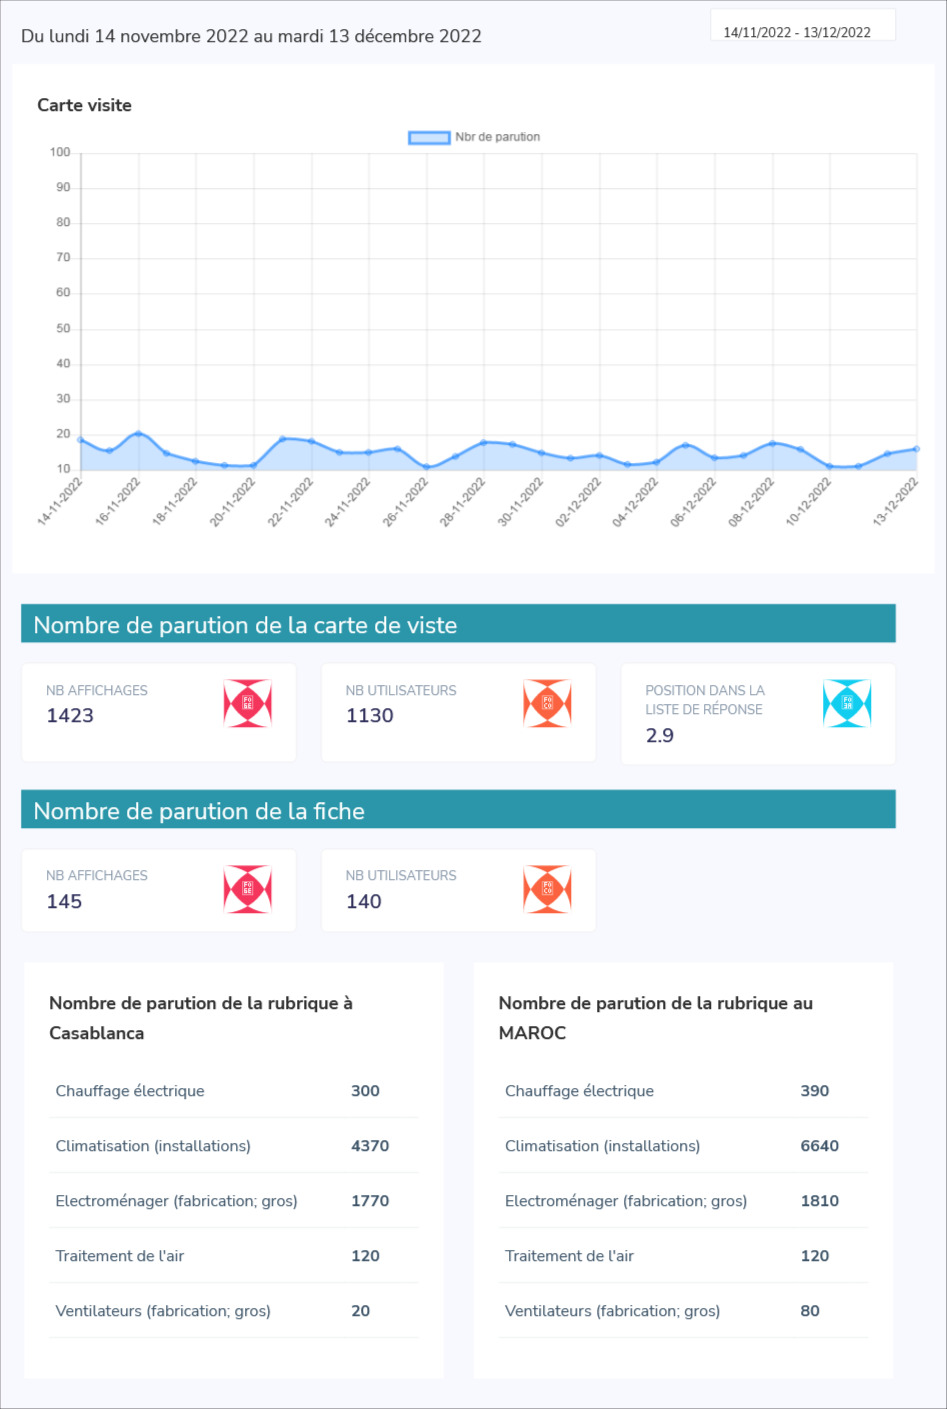 Du lundi 14 novembre 2022 au mardi 13 décembre 2022
14/11/2022 - 13/12/2022
Carte visite
Nbr de parution
100
90
80
70
60
50
40
30
20
10
14-11-2022
16-11-2022
18-11-2022
20-11-2022
22-11-2022
24-11-2022
26-11-2022
28-11-2022
30-11-2022
02-12-2022
04-12-2022
06-12-2022
08-12-2022
10-12-2022
13-12-2022
Nombre de parution de la carte de viste
NB AFFICHAGES
1423
NB UTILISATEURS
1130
POSITION DANS LA
LISTE DE RÉPONSE
2.9
Nombre de parution de la fiche
NB AFFICHAGES
145
NB UTILISATEURS
140
Nombre de parution de la rubrique à
Casablanca
Chauffage électrique 300
Climatisation (installations) 4370
Electroménager (fabrication; gros) 1770
Traitement de l'air 120
Ventilateurs (fabrication; gros) 20
Nombre de parution de la rubrique au
MAROC
Chauffage électrique 390
Climatisation (installations) 6640
Electroménager (fabrication; gros) 1810
Traitement de l'air 120
Ventilateurs (fabrication; gros) 80